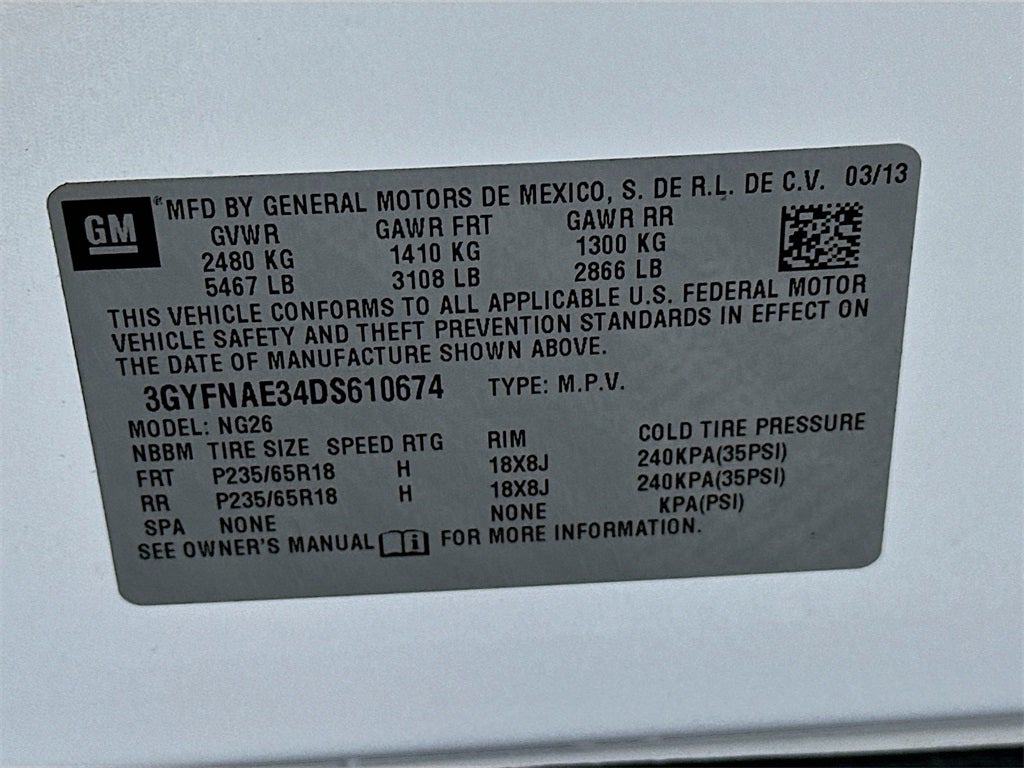 GM ® MFD BY GENERAL MOTORS DE MEXICO, S. DE R.L. DE C.V. 03/13
GVWR GAWR FRT GAWR RR
2480 KG 1410 KG 1300 KG
5467 LB 3108 LB 2866 LB
THIS VEHICLE CONFORMS TO ALL APPLICABLE U.S. FEDERAL MOTOR
VEHICLE SAFETY AND THEFT PREVENTION STANDARDS IN EFFECT ON
THE DATE OF MANUFACTURE SHOWN ABOVE.
3GYFNAE34DS610674 TYPE: M.P.V.
MODEL: NG26
NBBM TIRE SIZE SPEED RTG RIM COLD TIRE PRESSURE
FRT P235/65R18 H 18X8J 240KPA(35PSI)
RR P235/65R18 H 18X8J 240KPA(35PSI)
SPA NONE NONE KPA(PSI)
SEE OWNER'S MANUAL i FOR MORE INFORMATION.